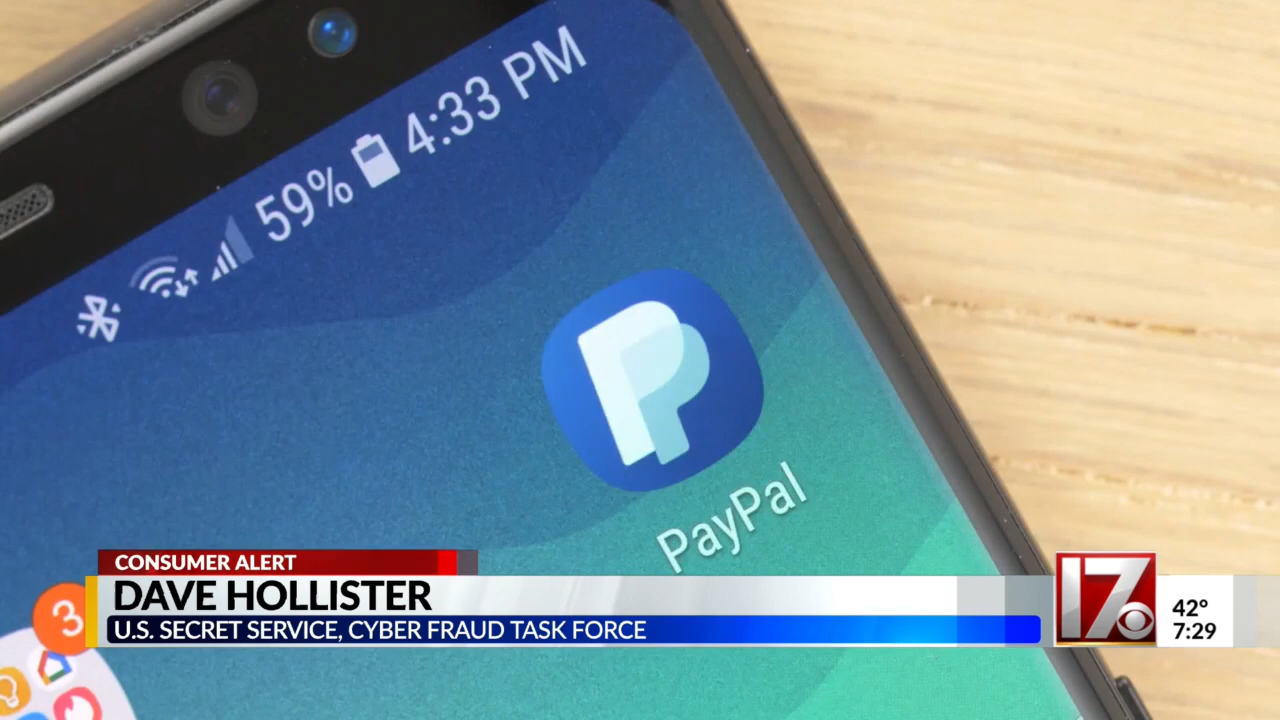 59% 4:33 PM
PayPal
3
CONSUMER ALERT
DAVE HOLLISTER
U.S. SECRET SERVICE, CYBER FRAUD TASK FORCE
17
42°
7:29